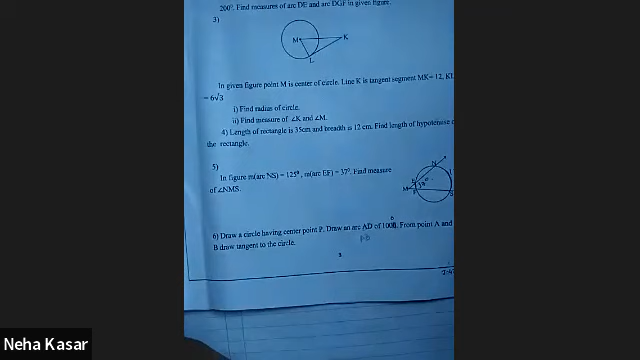 200°. Find measures of arc DE and arc DGF in given figure.
3)
M
K
L
In given figure point M is center of circle. Line K is tangent segment MK= 12, KL
= 6√3
i) Find radius of circle.
ii) Find measure of ∠K and ∠M.
4) Length of rectangle is 35cm and breadth is 12 cm. Find length of hypotenese
the rectangle.
5)
In figure m(arc NS) = 125⁰, m(arc EF) = 37⁰. Find measure
of ∠NMS.
N
M
6) Draw a circle having center point P. Draw an arc AD of 100. From point A and
B draw tangent to the circle.
3
Neha Kasar